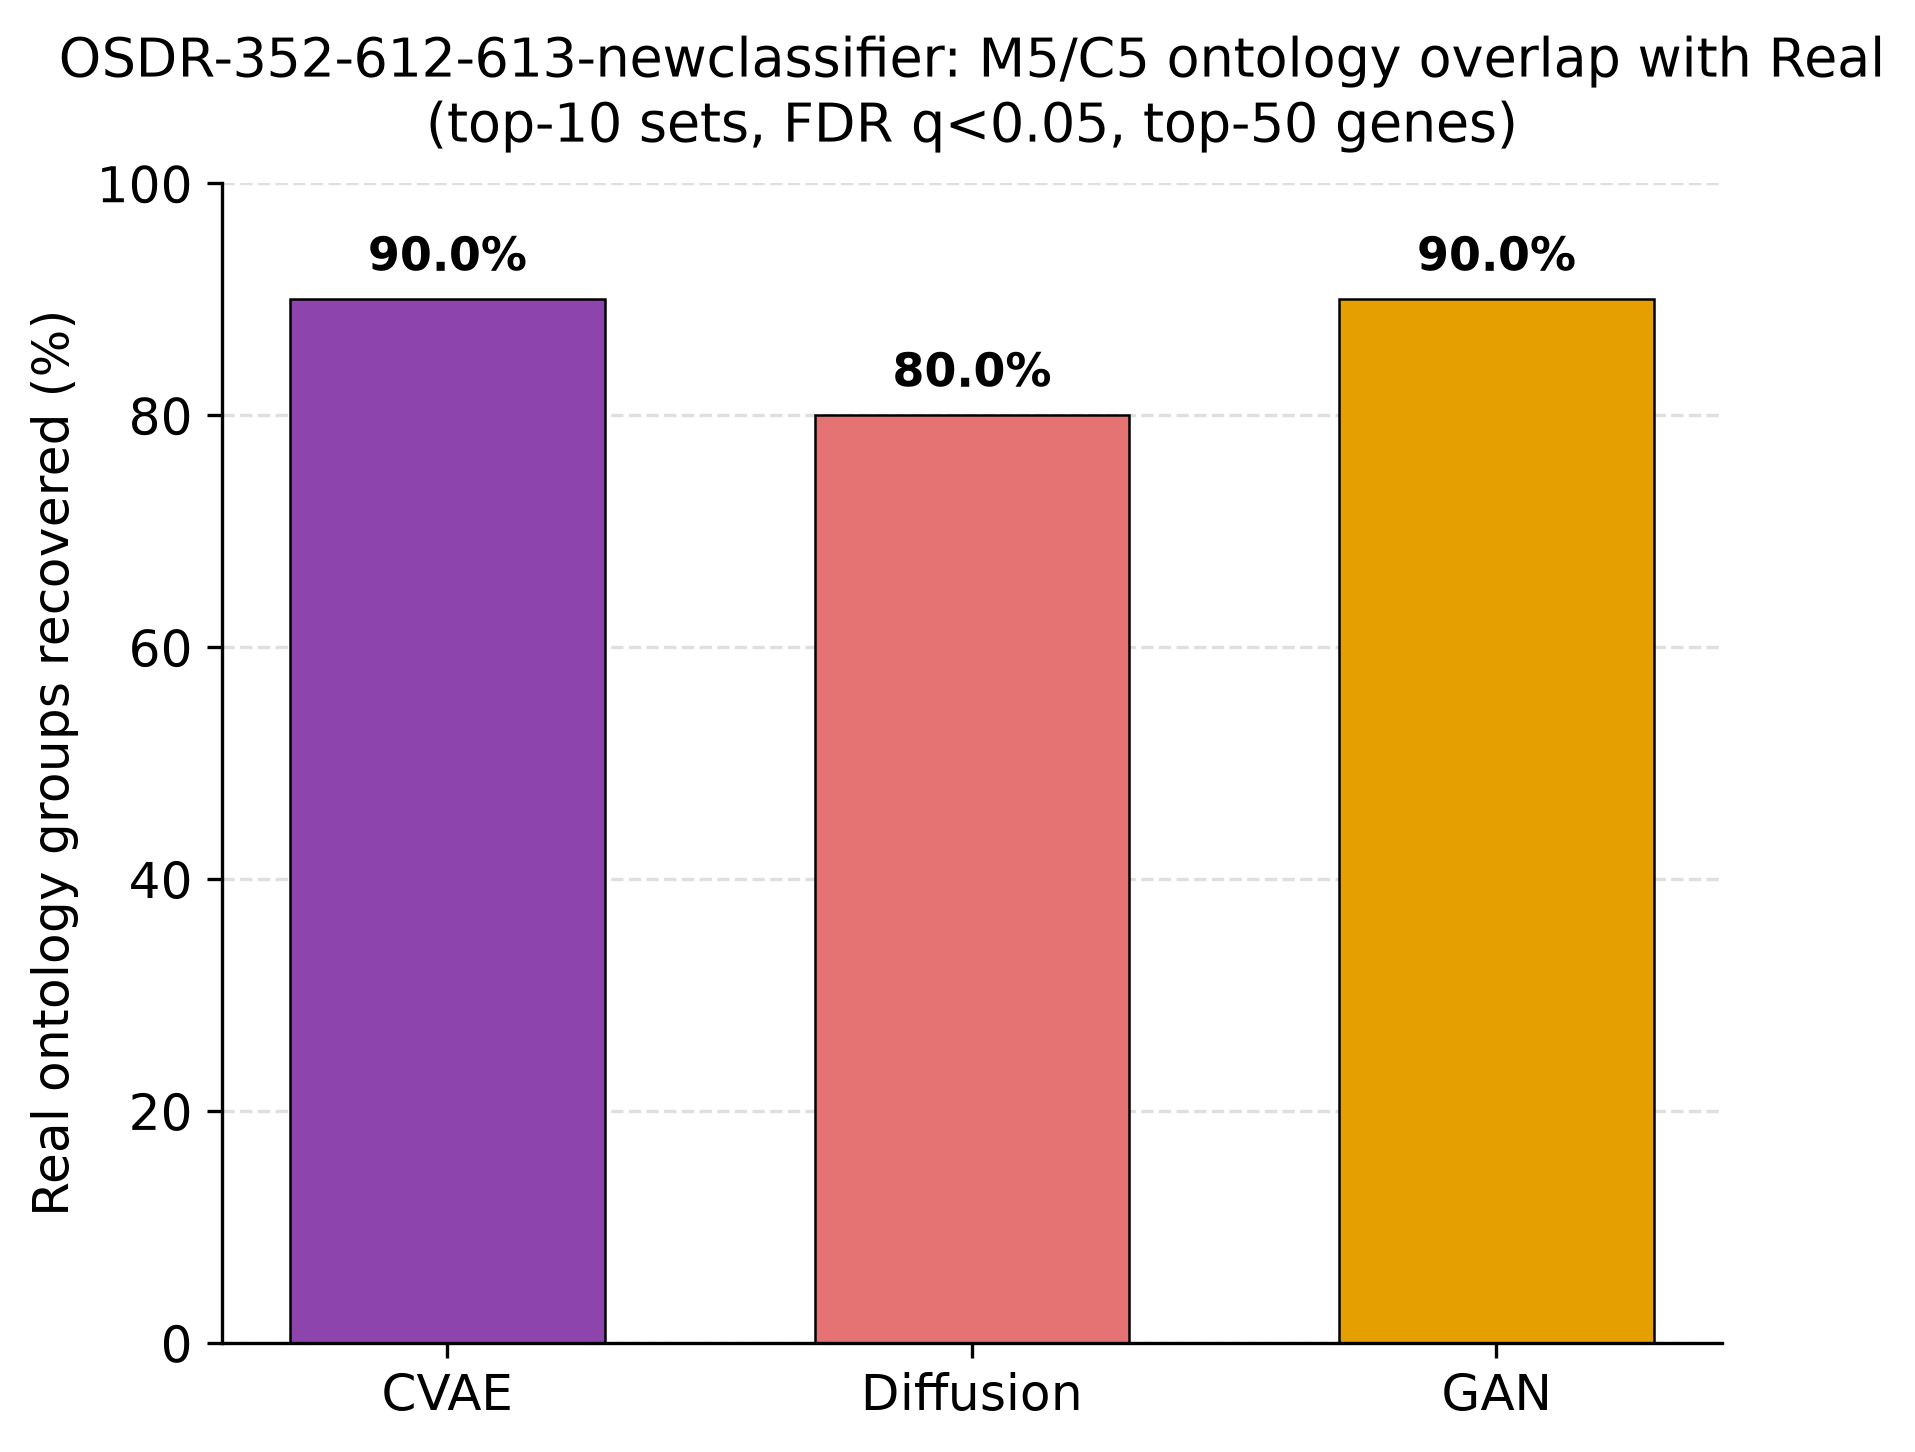 OSDR-352-612-613-newclassifier: M5/C5 ontology overlap with Real
(top-10 sets, FDR q<0.05, top-50 genes)
Real ontology groups recovered (%)
100
80
60
40
20
0
90.0%
80.0%
90.0%
CVAE
Diffusion
GAN